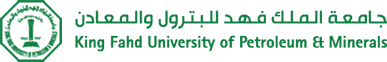 جامعة الملك فهد للبترول والمعادن
King Fahd University of Petroleum & Minerals